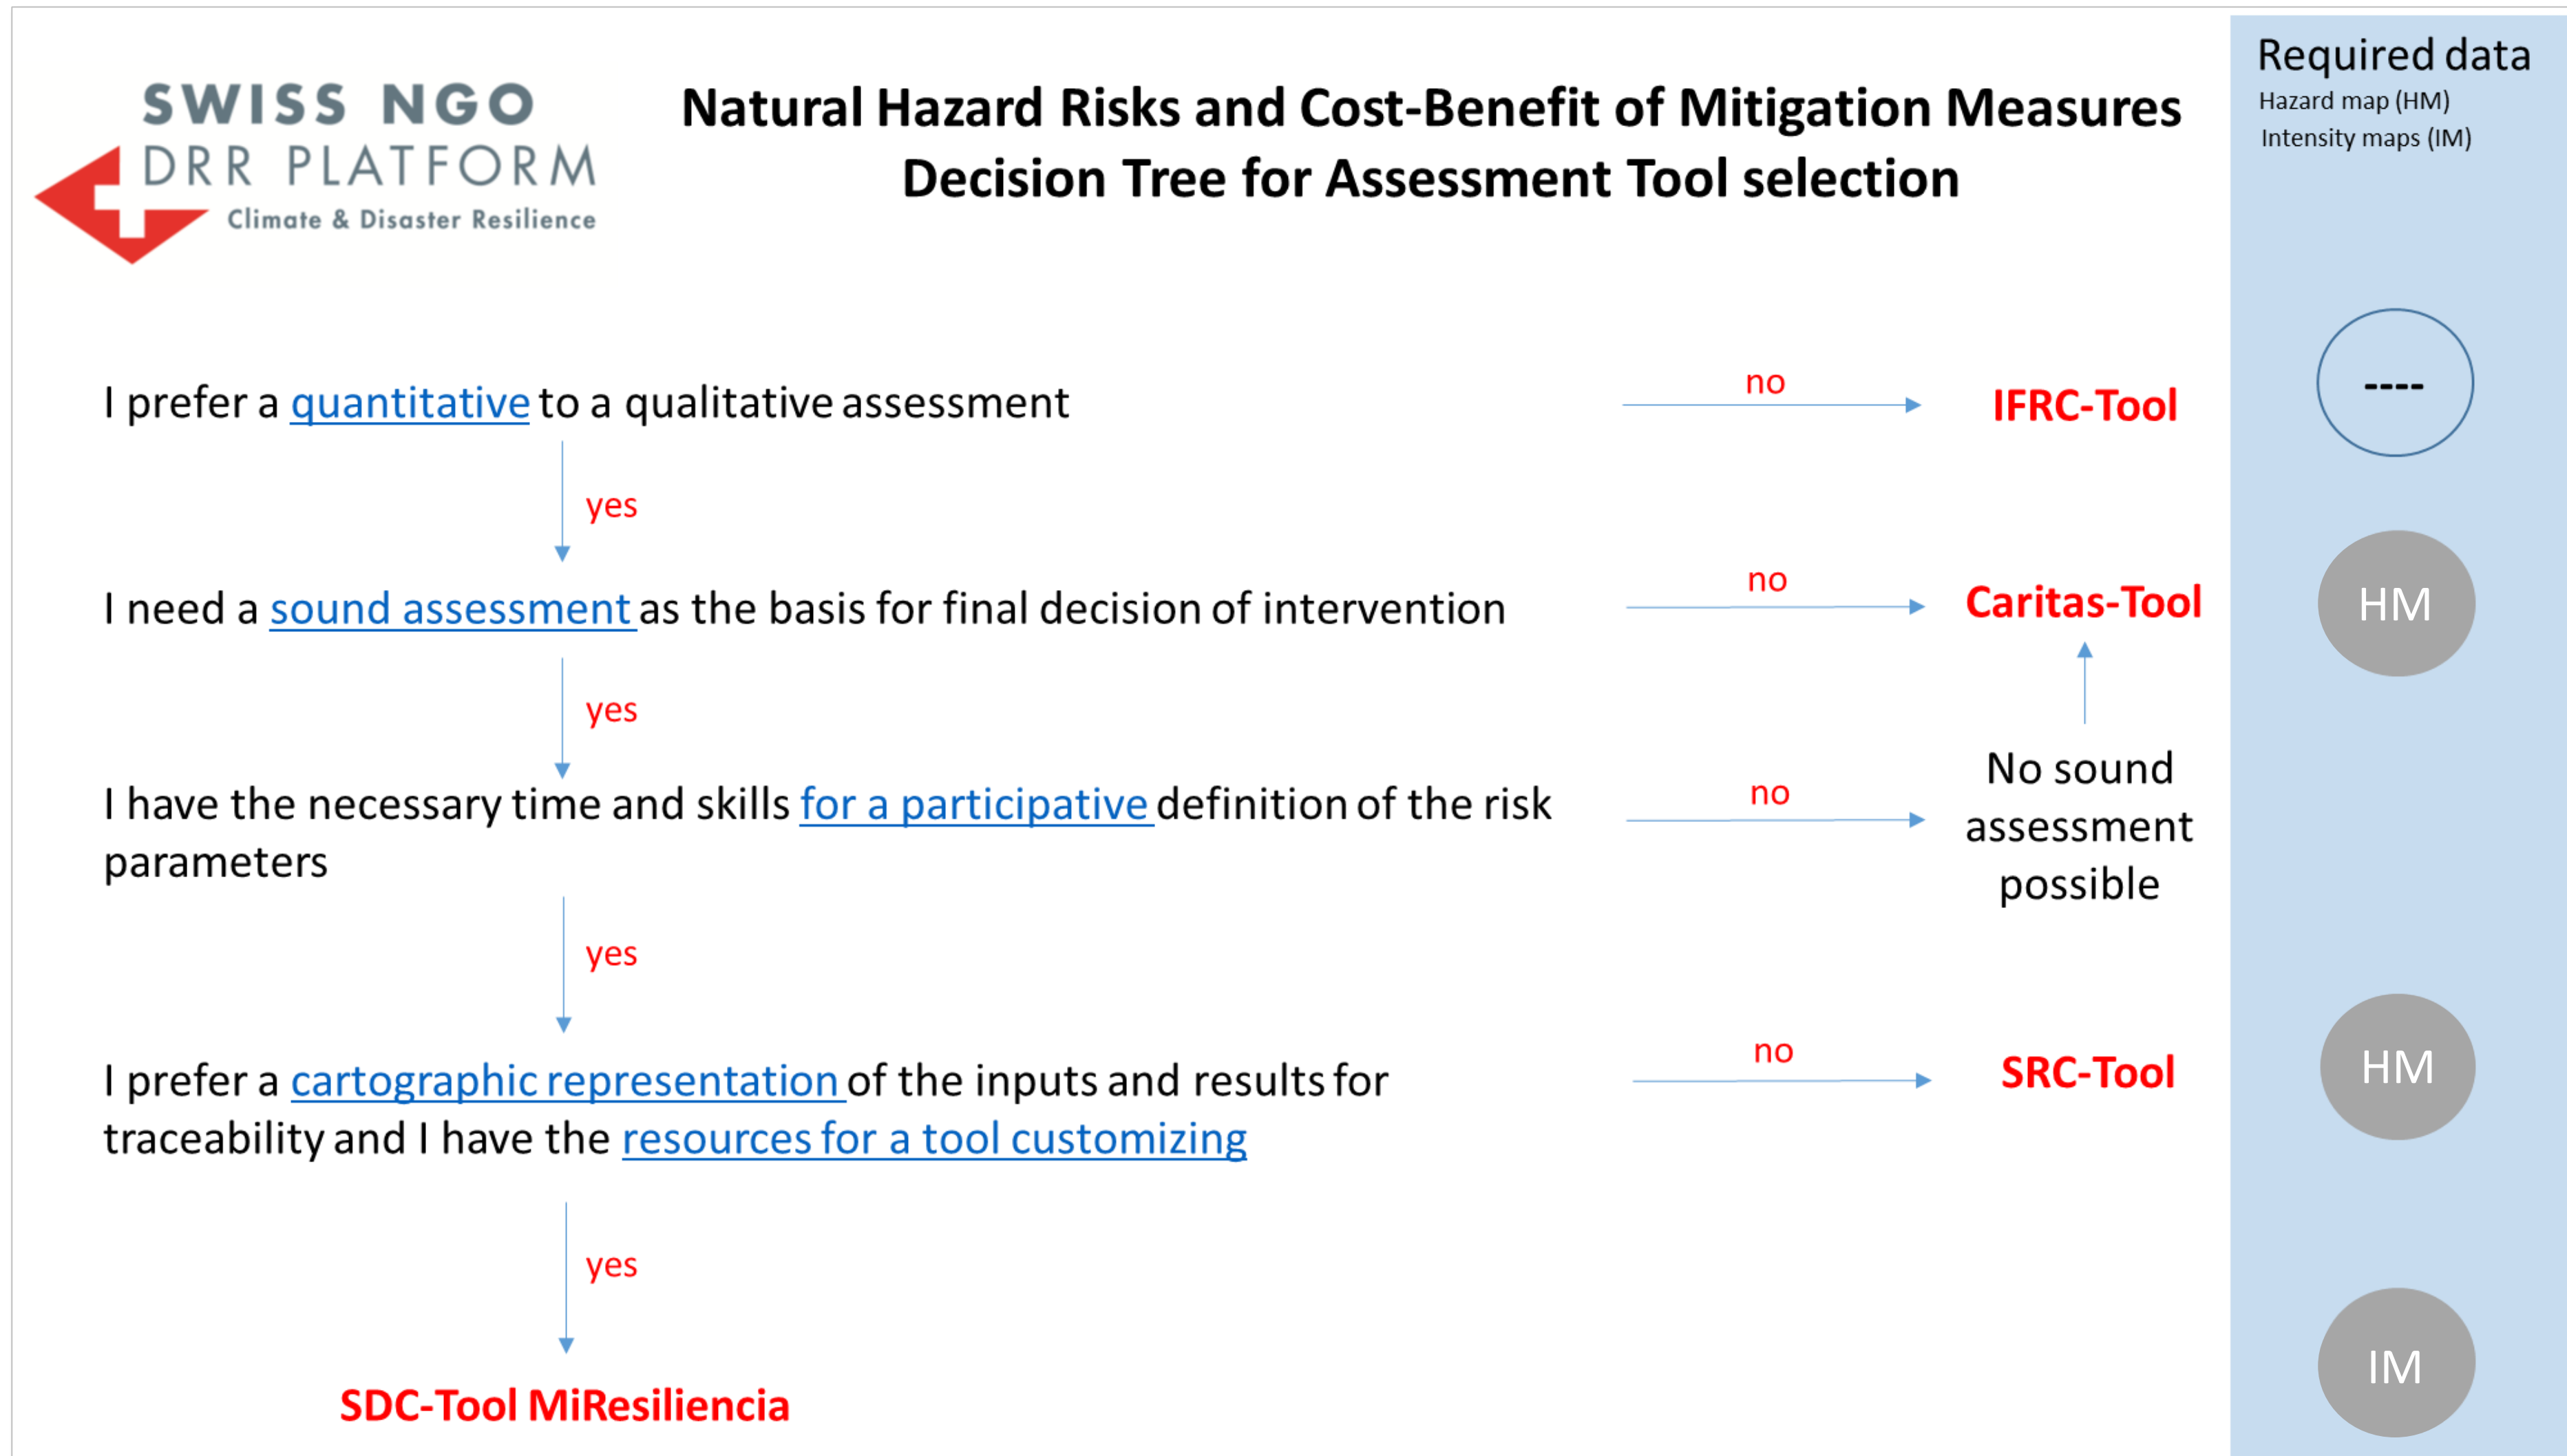 SWISS NGO
DRR PLATFORM
Climate & Disaster Resilience
Natural Hazard Risks and Cost-Benefit of Mitigation Measures
Decision Tree for Assessment Tool selection
Required data
Hazard map (HM)
Intensity maps (IM)
I prefer a quantitative to a qualitative assessment
no
IFRC-Tool
----
yes
I need a sound assessment as the basis for final decision of intervention
no
Caritas-Tool
HM
yes
I have the necessary time and skills for a participative definition of the risk
parameters
no
No sound
assessment
possible
yes
I prefer a cartographic representation of the inputs and results for
traceability and I have the resources for a tool customizing
no
SRC-Tool
HM
yes
SDC-Tool MiResiliencia
IM